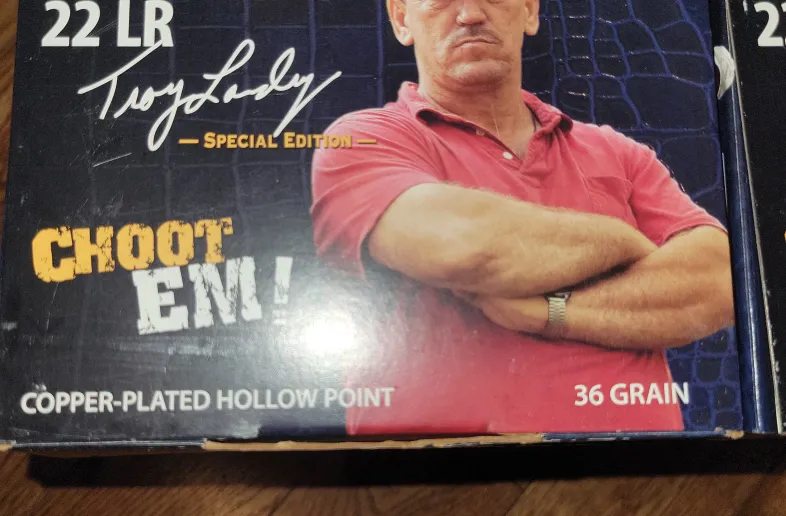 22 LR
Troy Landry
— SPECIAL EDITION —
CHOOT
EM!
COPPER-PLATED HOLLOW POINT
36 GRAIN